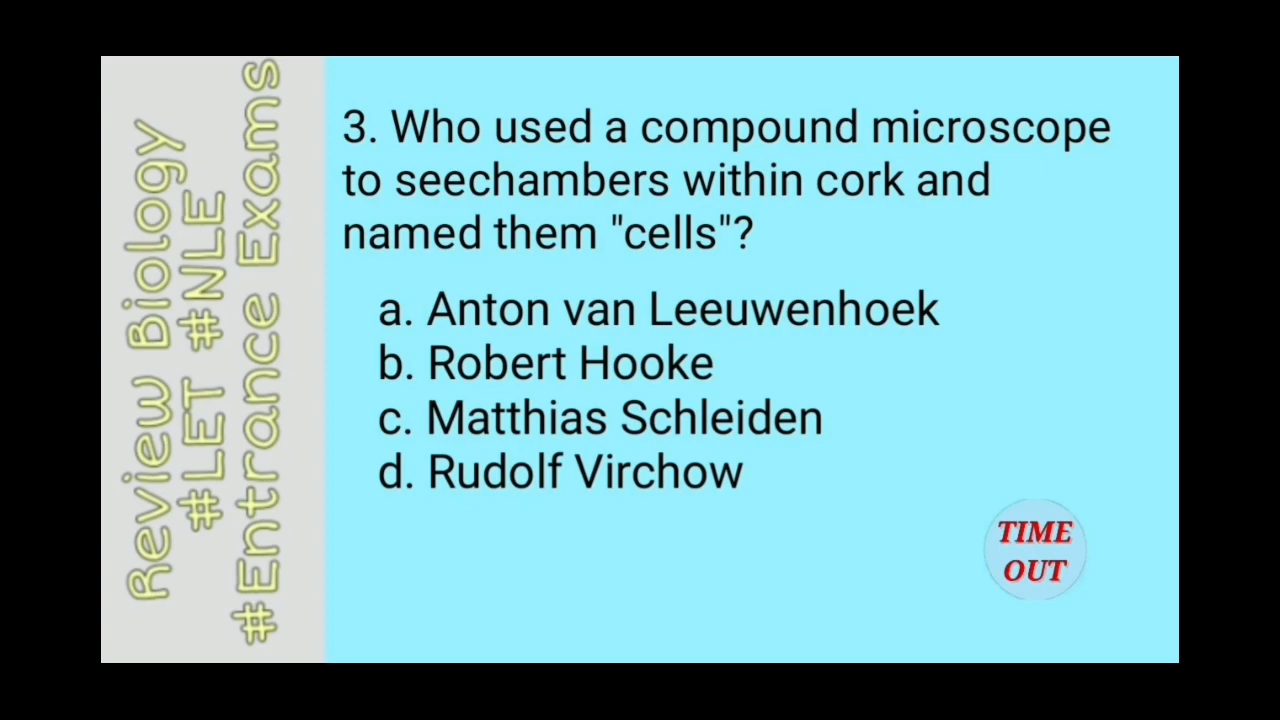 Review Biology
#LET #NLE
#Entrance Exams
3. Who used a compound microscope
to seechambers within cork and
named them "cells"?
a. Anton van Leeuwenhoek
b. Robert Hooke
c. Matthias Schleiden
d. Rudolf Virchow
TIME
OUT